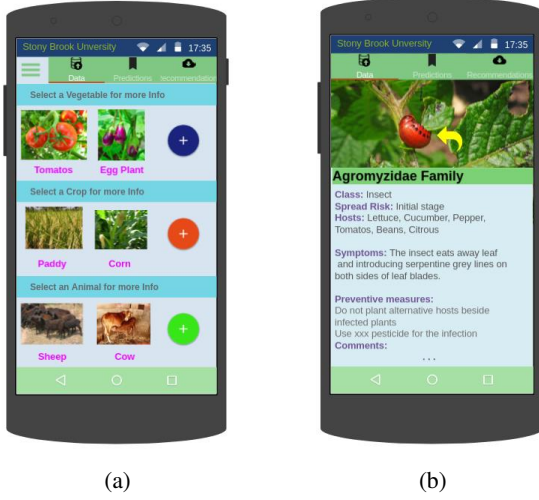 Stony Brook Unversity 17:35
Data Predictions ecommendation
Select a Vegetable for more Info
Tomatos Egg Plant
Select a Crop for more Info
Paddy Corn
Select an Animal for more Info
Sheep Cow
(a)
Stony Brook Unversity 17:35
Data Predictions Recommendations
Agromyzidae Family
Class: Insect
Spread Risk: Initial stage
Hosts: Lettuce, Cucumber, Pepper,
Tomatos, Beans, Citrous
Symptoms: The insect eats away leaf
and introducing serpentine grey lines on
both sides of leaf blades.
Preventive measures:
Do not plant alternative hosts beside
infected plants
Use xxx pesticide for the infection
Comments:
...
(b)